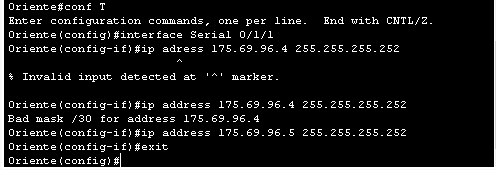 Oriente#conf T
Enter configuration commands, one per line.  End with CNTL/Z.
Oriente(config)#interface Serial 0/1/1
Oriente(config-if)#ip adress 175.69.96.4 255.255.255.252
^
% Invalid input detected at '^' marker.
Oriente(config-if)#ip address 175.69.96.4 255.255.255.252
Bad mask /30 for address 175.69.96.4
Oriente(config-if)#ip address 175.69.96.5 255.255.255.252
Oriente(config-if)#exit
Oriente(config)#